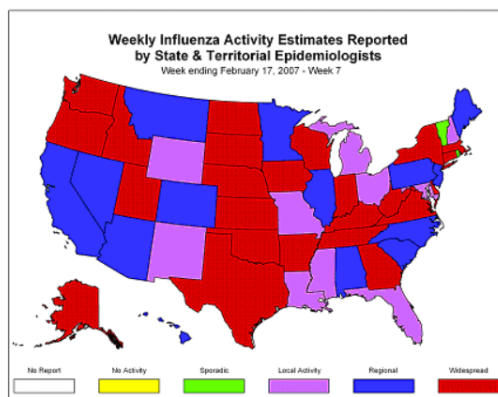 Weekly Influenza Activity Estimates Reported
by State & Territorial Epidemiologists
Week ending February 17, 2007 - Week 7
No Report No Activity Sporadic Local Activity Regional Widespread